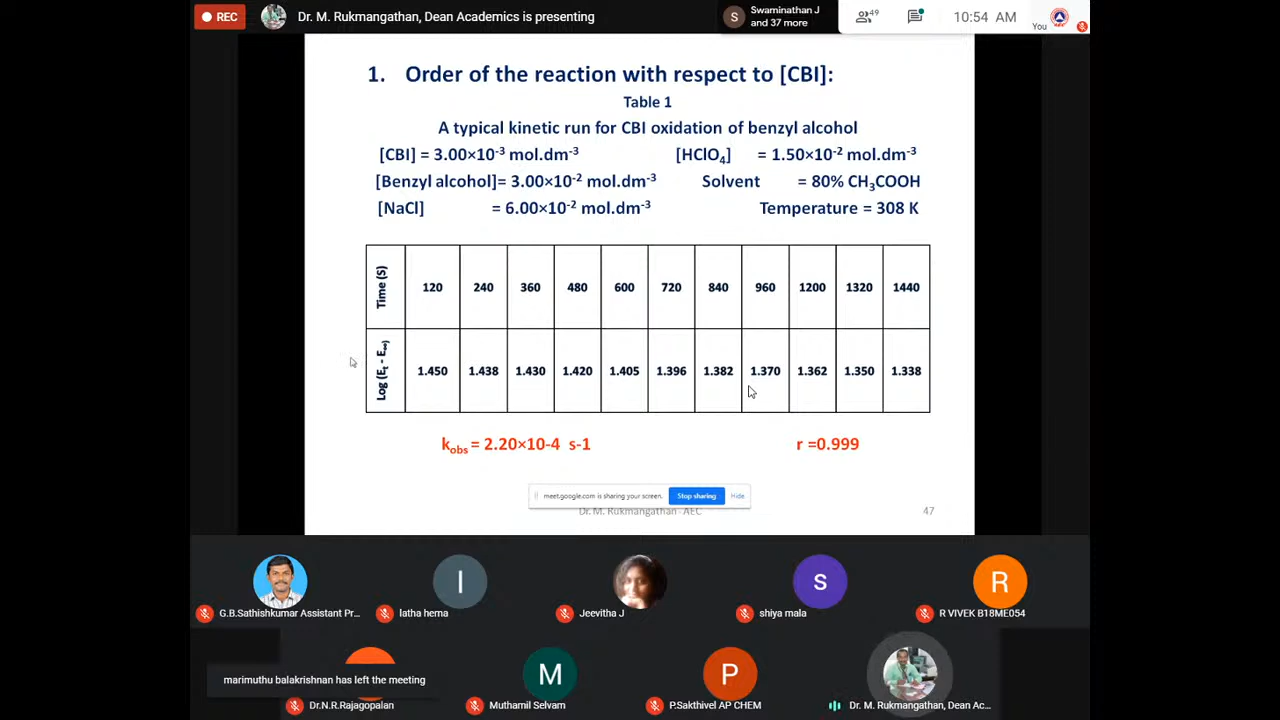 REC
Dr. M. Rukmangathan, Dean Academics is presenting
S
Swaminathan J
and 37 more
49
10:54 AM
You
1. Order of the reaction with respect to [CBI]:
Table 1
A typical kinetic run for CBI oxidation of benzyl alcohol
[CBI] = 3.00×10⁻³ mol.dm⁻³ [HClO₄] = 1.50×10⁻² mol.dm⁻³
[Benzyl alcohol]= 3.00×10⁻² mol.dm⁻³ Solvent = 80% CH₃COOH
[NaCl] = 6.00×10⁻² mol.dm⁻³ Temperature = 308 K
Time (S) 120 240 360 480 600 720 840 960 1200 1320 1440
Log (Eₜ - E∞) 1.450 1.438 1.430 1.420 1.405 1.396 1.382 1.370 1.362 1.350 1.338
kobs = 2.20×10-4 s-1 r =0.999
meet.google.com is sharing your screen. Stop sharing Hide
Dr. M. Rukmangathan - AEC 47
I S R
G.B.Sathishkumar Assistant Pr... latha hema Jeevitha J shiya mala R VIVEK B18ME054
M P
marimuthu balakrishnan has left the meeting
Dr.N.R.Rajagopalan Muthamil Selvam P.Sakthivel AP CHEM Dr. M. Rukmangathan, Dean Ac...